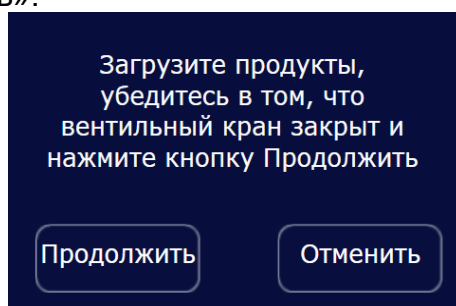 Загрузите продукты,
убедитесь в том, что
вентильный кран закрыт и
нажмите кнопку Продолжить
Продолжить Отменить